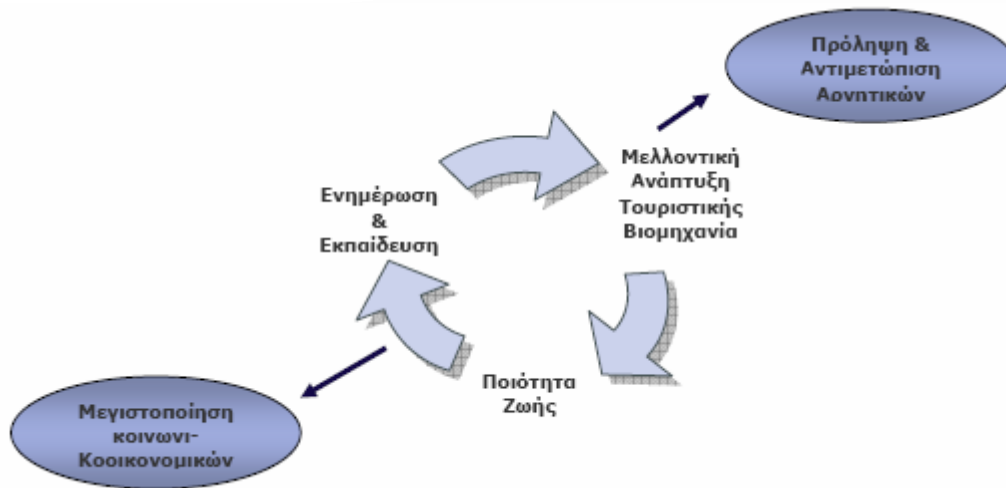 Πρόληψη &
Αντιμετώπιση
Αρνητικών
Μελλοντική
Ανάπτυξη
Τουριστικής
Βιομηχανία
Ενημέρωση
&
Εκπαίδευση
Ποιότητα
Ζωής
Μεγιστοποίηση
κοινωνι-
Κοοικονομικών